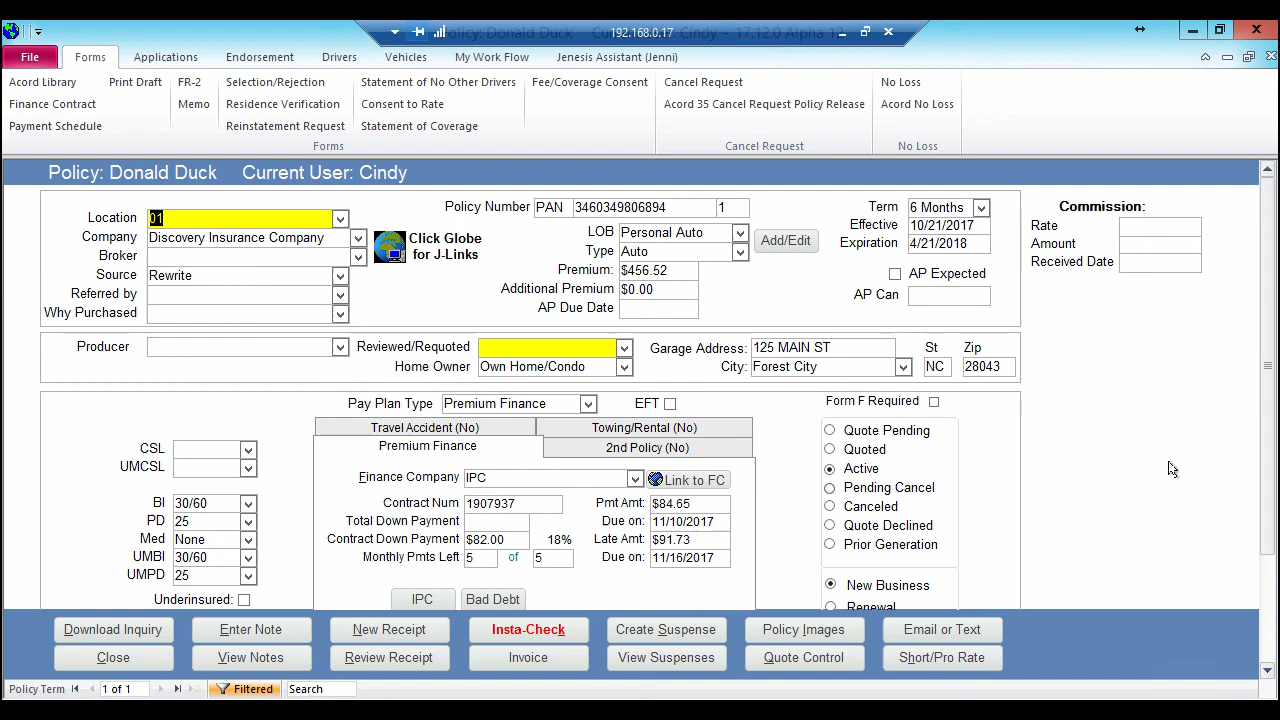 192.168.0.17
Policy: Donald Duck
17.12.0 Alpha 12
File Forms Applications Endorsement Drivers Vehicles My Work Flow Jenesis Assistant (Jenni)
Acord Library Print Draft FR-2 Selection/Rejection Statement of No Other Drivers Fee/Coverage Consent Cancel Request No Loss
Finance Contract Memo Residence Verification Consent to Rate Acord 35 Cancel Request Policy Release Acord No Loss
Payment Schedule Reinstatement Request Statement of Coverage
Forms Cancel Request No Loss
Policy: Donald Duck Current User: Cindy
Location 01
Company Discovery Insurance Company
Broker
Source Rewrite
Referred by
Why Purchased
Click Globe
for J-Links
Policy Number PAN 3460349806894 1
LOB Personal Auto
Type Auto
Add/Edit
Premium: $456.52
Additional Premium $0.00
AP Due Date
Term 6 Months
Effective 10/21/2017
Expiration 4/21/2018
AP Expected
AP Can
Commission:
Rate
Amount
Received Date
Producer
Reviewed/Requoted
Home Owner Own Home/Condo
Garage Address: 125 MAIN ST St Zip
City: Forest City NC 28043
Pay Plan Type Premium Finance EFT
Form F Required
Travel Accident (No) Towing/Rental (No)
Premium Finance 2nd Policy (No)
CSL
UMCSL
BI 30/60
PD 25
Med None
UMBI 30/60
UMPD 25
Underinsured:
Finance Company IPC Link to FC
Contract Num 1907937 Pmt Amt: $84.65
Total Down Payment Due on: 11/10/2017
Contract Down Payment $82.00 18% Late Amt: $91.73
Monthly Pmts Left 5 of 5 Due on: 11/16/2017
IPC Bad Debt
Quote Pending
Quoted
Active
Pending Cancel
Canceled
Quote Declined
Prior Generation
New Business
Renewal
Download Inquiry Enter Note New Receipt Insta-Check Create Suspense Policy Images Email or Text
Close View Notes Review Receipt Invoice View Suspenses Quote Control Short/Pro Rate
Policy Term 1 of 1 Filtered Search